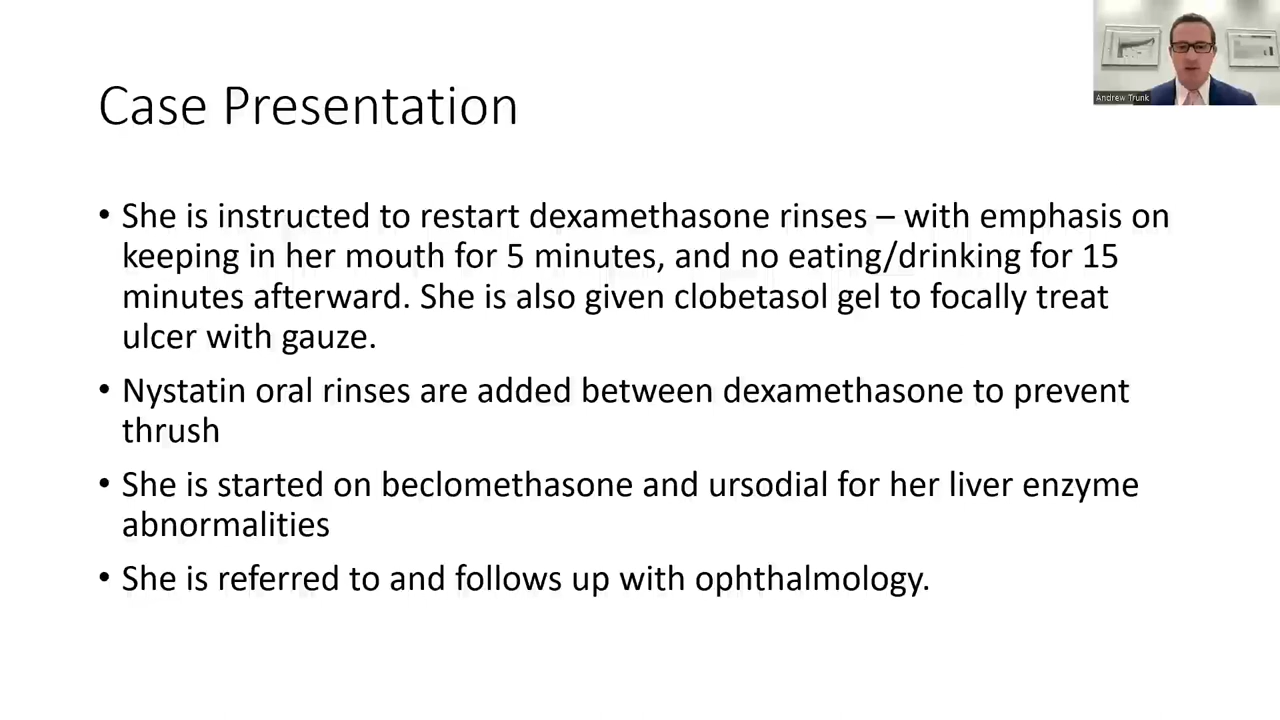 Andrew Trunk
Case Presentation
• She is instructed to restart dexamethasone rinses – with emphasis on
keeping in her mouth for 5 minutes, and no eating/drinking for 15
minutes afterward. She is also given clobetasol gel to focally treat
ulcer with gauze.
• Nystatin oral rinses are added between dexamethasone to prevent
thrush
• She is started on beclomethasone and ursodial for her liver enzyme
abnormalities
• She is referred to and follows up with ophthalmology.